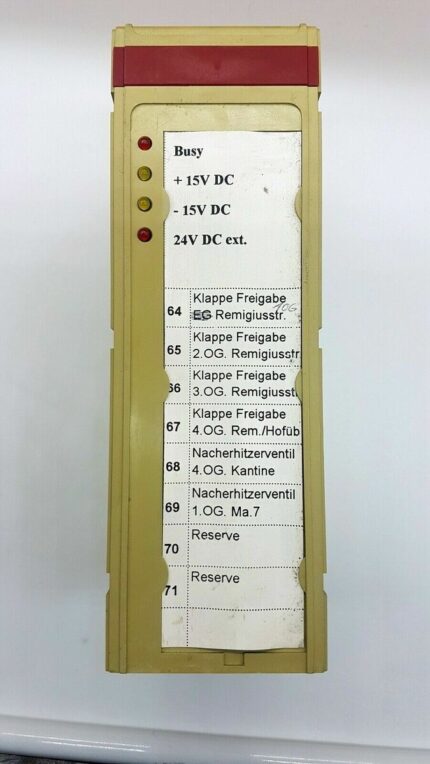 Busy
+ 15V DC
- 15V DC
24V DC ext.
64 Klappe Freigabe 1OG
EG Remigiusstr.
65 Klappe Freigabe
2.OG. Remigiusstr
66 Klappe Freigabe
3.OG. Remigiusst
67 Klappe Freigabe
4.OG. Rem./Hofüb
68 Nacherhitzerventil
4.OG. Kantine
69 Nacherhitzerventil
1.OG. Ma.7
70 Reserve
71 Reserve